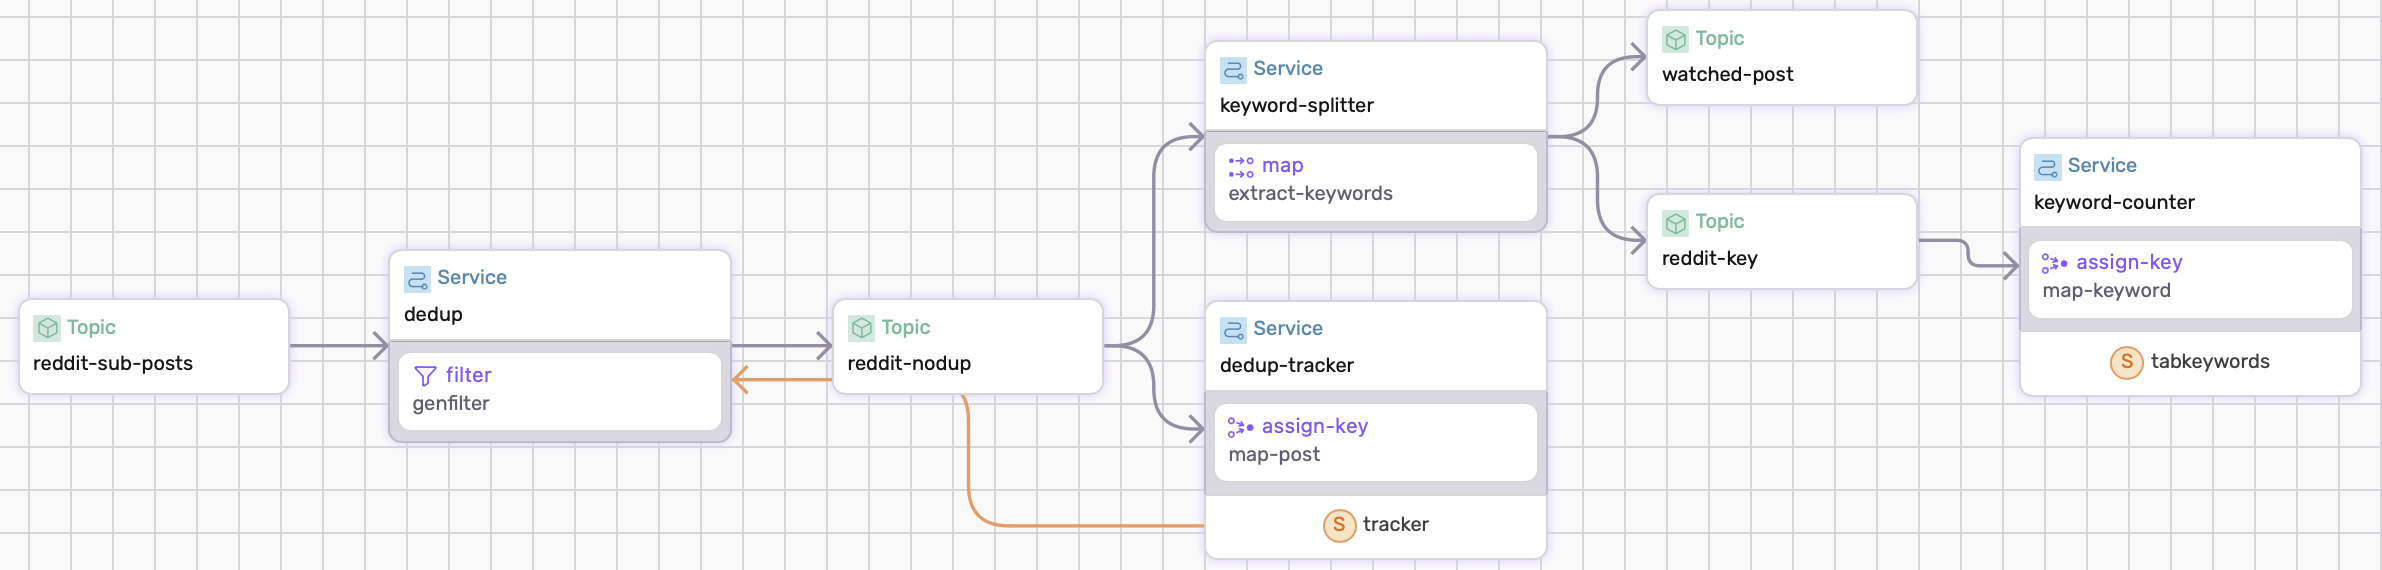 Topic
reddit-sub-posts
Service
dedup
filter
genfilter
Topic
reddit-nodup
Service
keyword-splitter
map
extract-keywords
Service
dedup-tracker
assign-key
map-post
S tracker
Topic
watched-post
Topic
reddit-key
Service
keyword-counter
assign-key
map-keyword
S tabkeywords